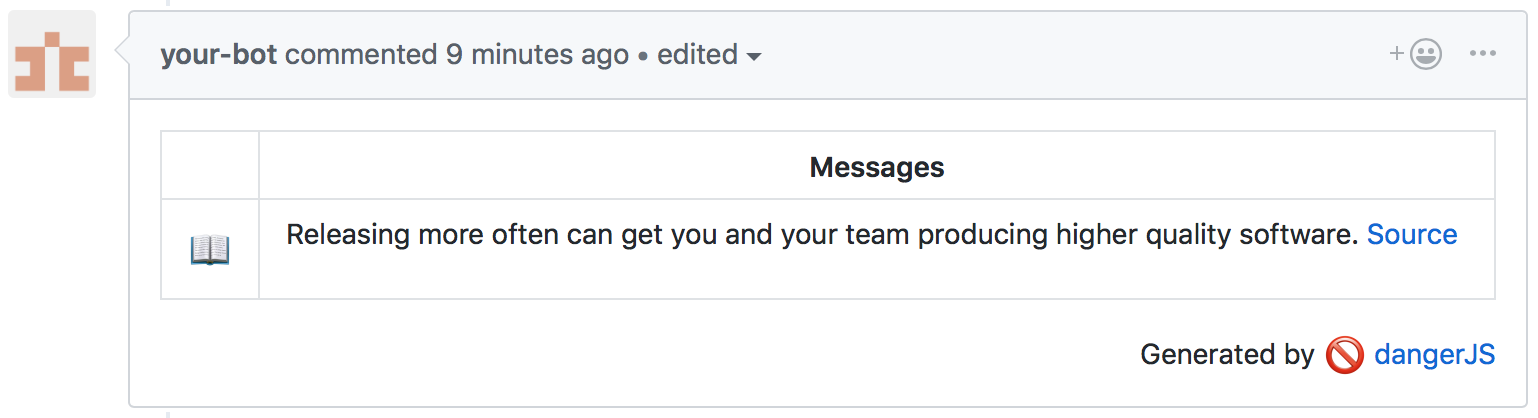 your-bot commented 9 minutes ago • edited
Messages
Releasing more often can get you and your team producing higher quality software. Source
Generated by 🚫 dangerJS